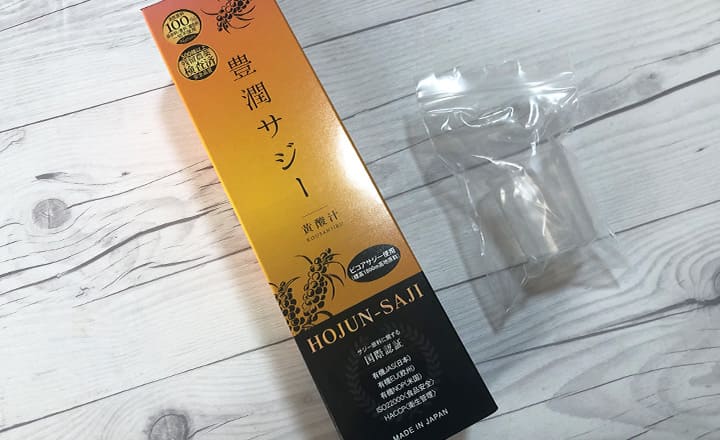 100
豊潤サジー
黄酸汁
KOUSANJIRU
ビコアサジー使用
HOJUN-SAJI
サジー原料に関する
国際認証
有機JAS(日本)
有機EU(欧州)
有機NOP(米国)
ISO22000(食品安全)
HACCP(衛生管理)
MADE IN JAPAN